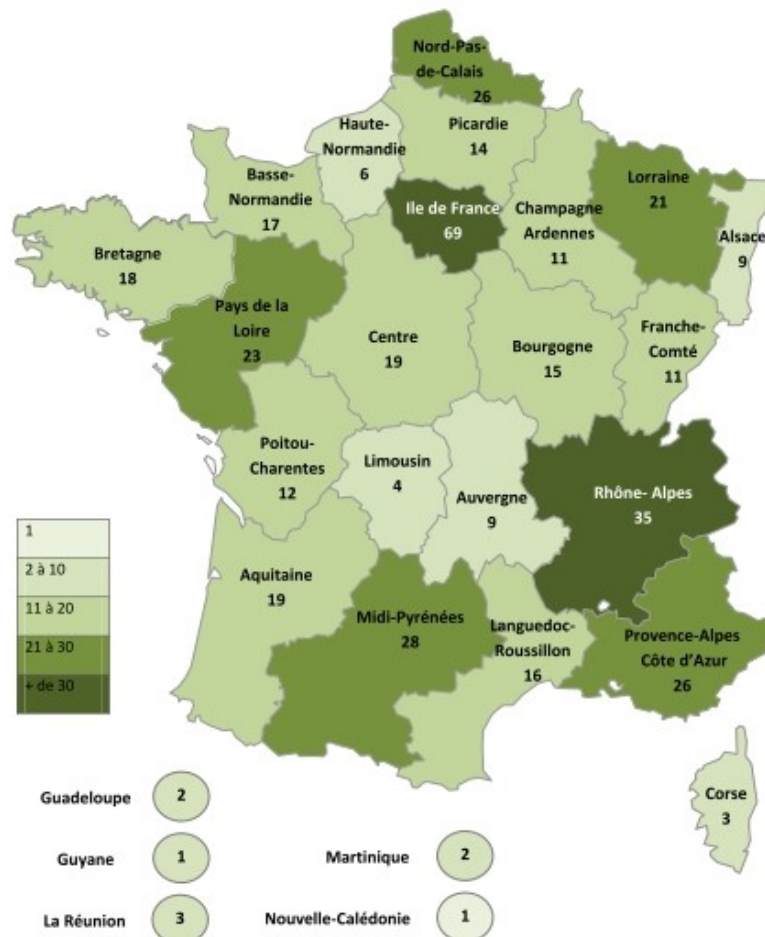 Nord-Pas-
de-Calais
26
Haute-
Normandie
6
Picardie
14
Basse-
Normandie
17
Ile de France
69
Champagne
Ardennes
11
Lorraine
21
Alsace
9
Bretagne
18
Pays de la
Loire
23
Centre
19
Bourgogne
15
Franche-
Comté
11
Poitou-
Charentes
12
Limousin
4
Auvergne
9
Rhône- Alpes
35
1
2 à 10
11 à 20
21 à 30
+ de 30
Aquitaine
19
Midi-Pyrénées
28
Languedoc-
Roussillon
16
Provence-Alpes
Côte d'Azur
26
Corse
3
Guadeloupe 2
Guyane 1
Martinique 2
La Réunion 3
Nouvelle-Calédonie 1